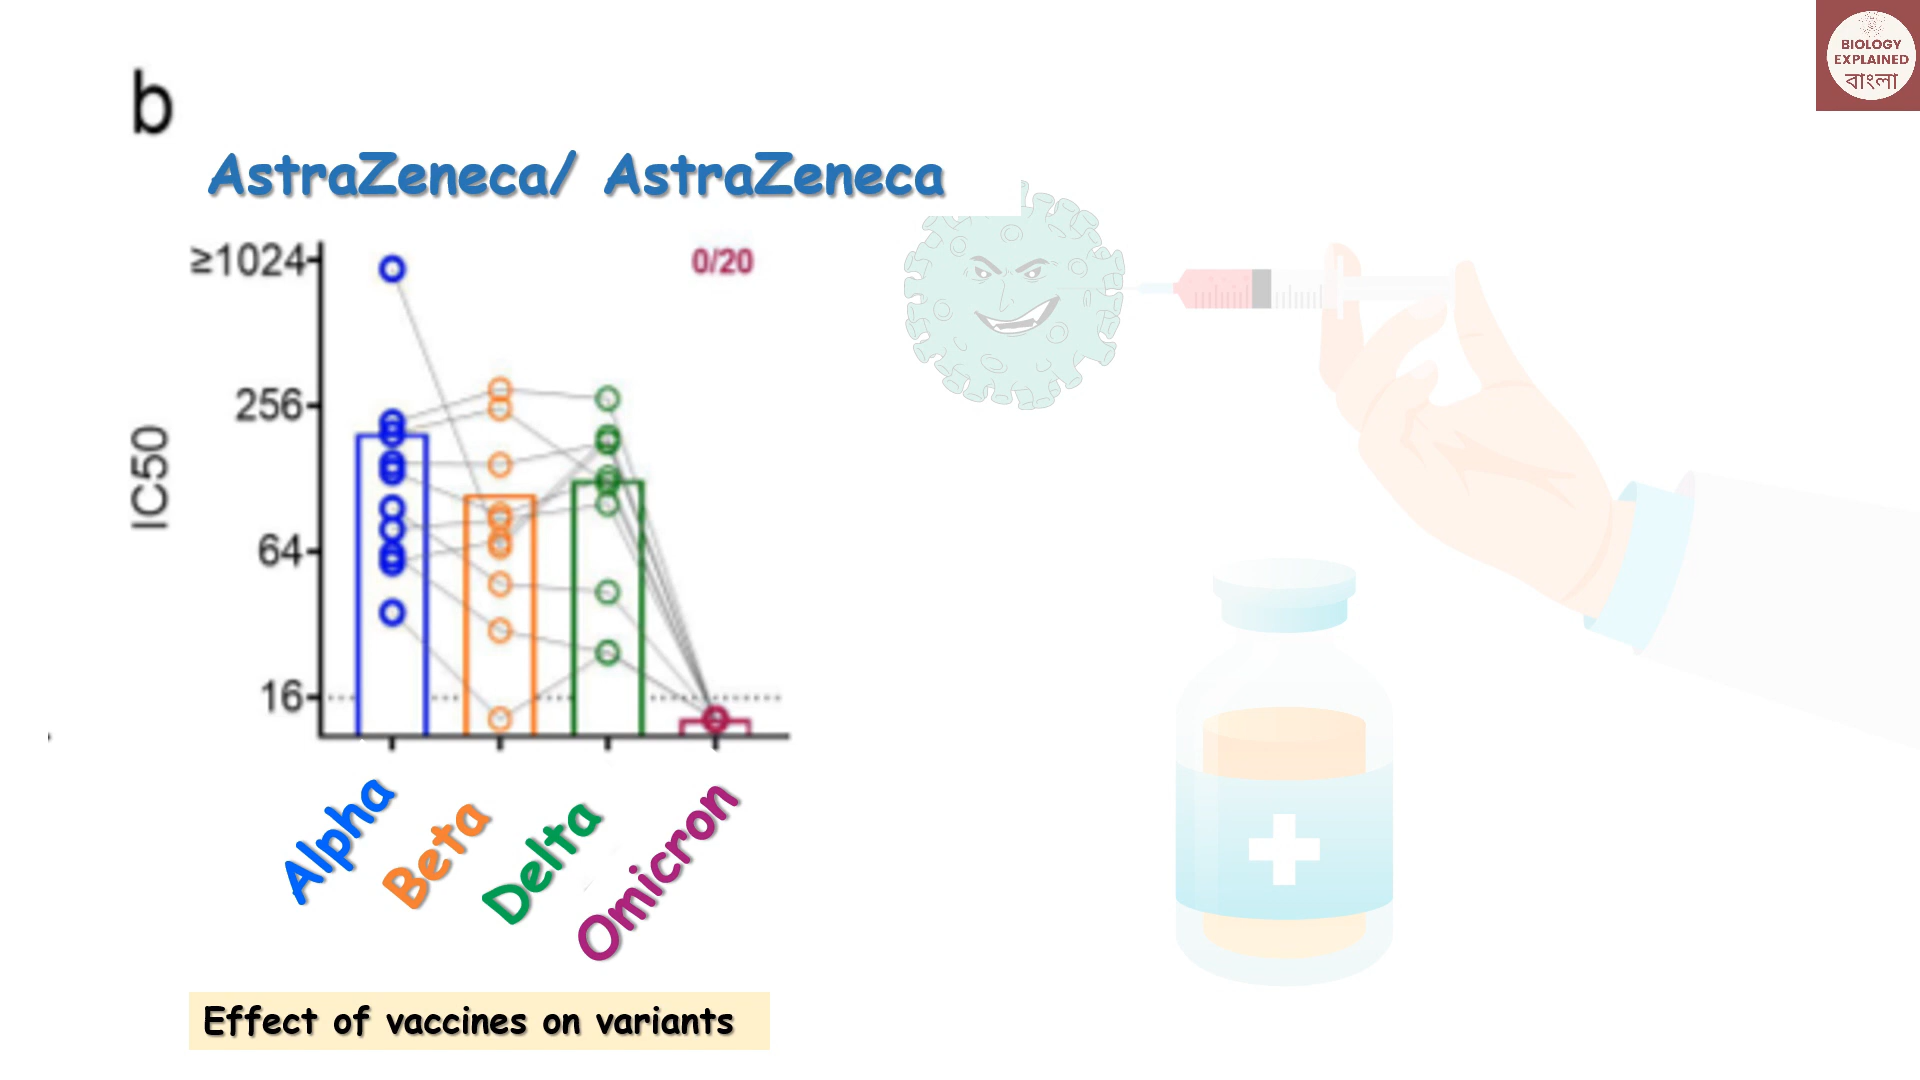 BIOLOGY
EXPLAINED
বাংলা
b
AstraZeneca/ AstraZeneca
≥1024
0/20
256
IC50
64
16
Alpha
Beta
Delta
Omicron
Effect of vaccines on variants